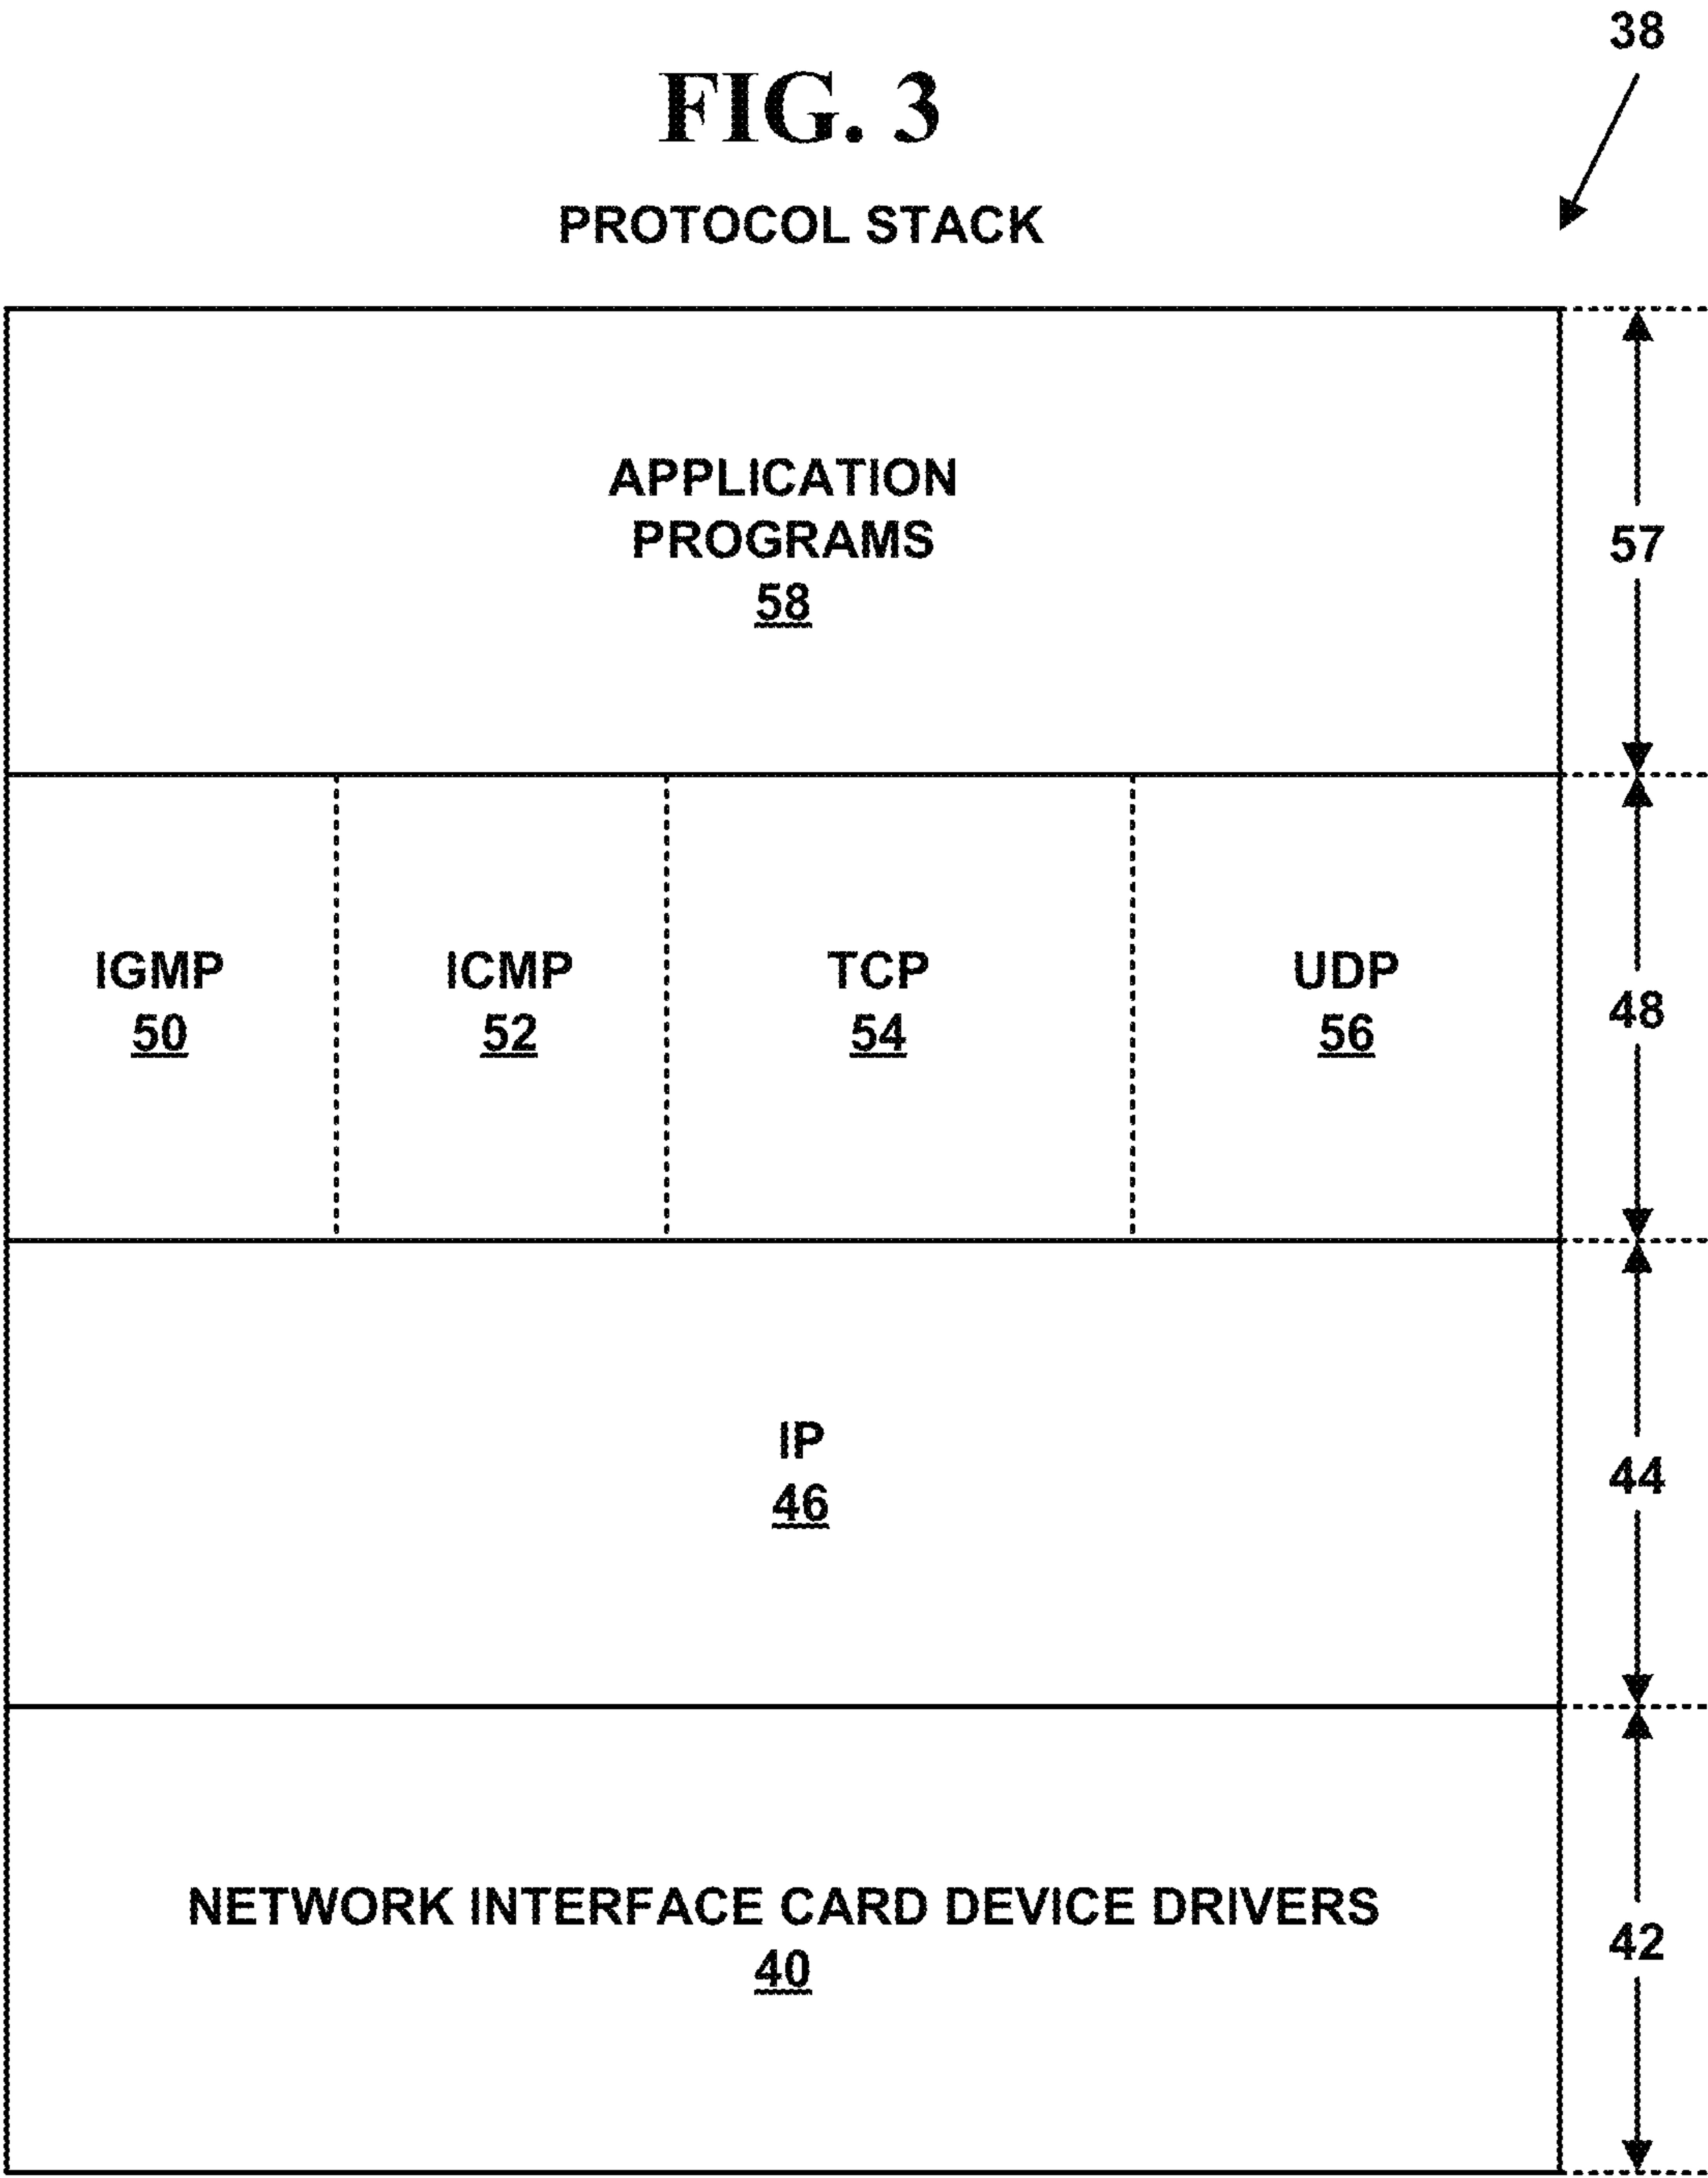 38
FIG. 3
PROTOCOL STACK
APPLICATION
PROGRAMS
58
57
IGMP
50
ICMP
52
TCP
54
UDP
56
48
IP
46
44
NETWORK INTERFACE CARD DEVICE DRIVERS
40
42